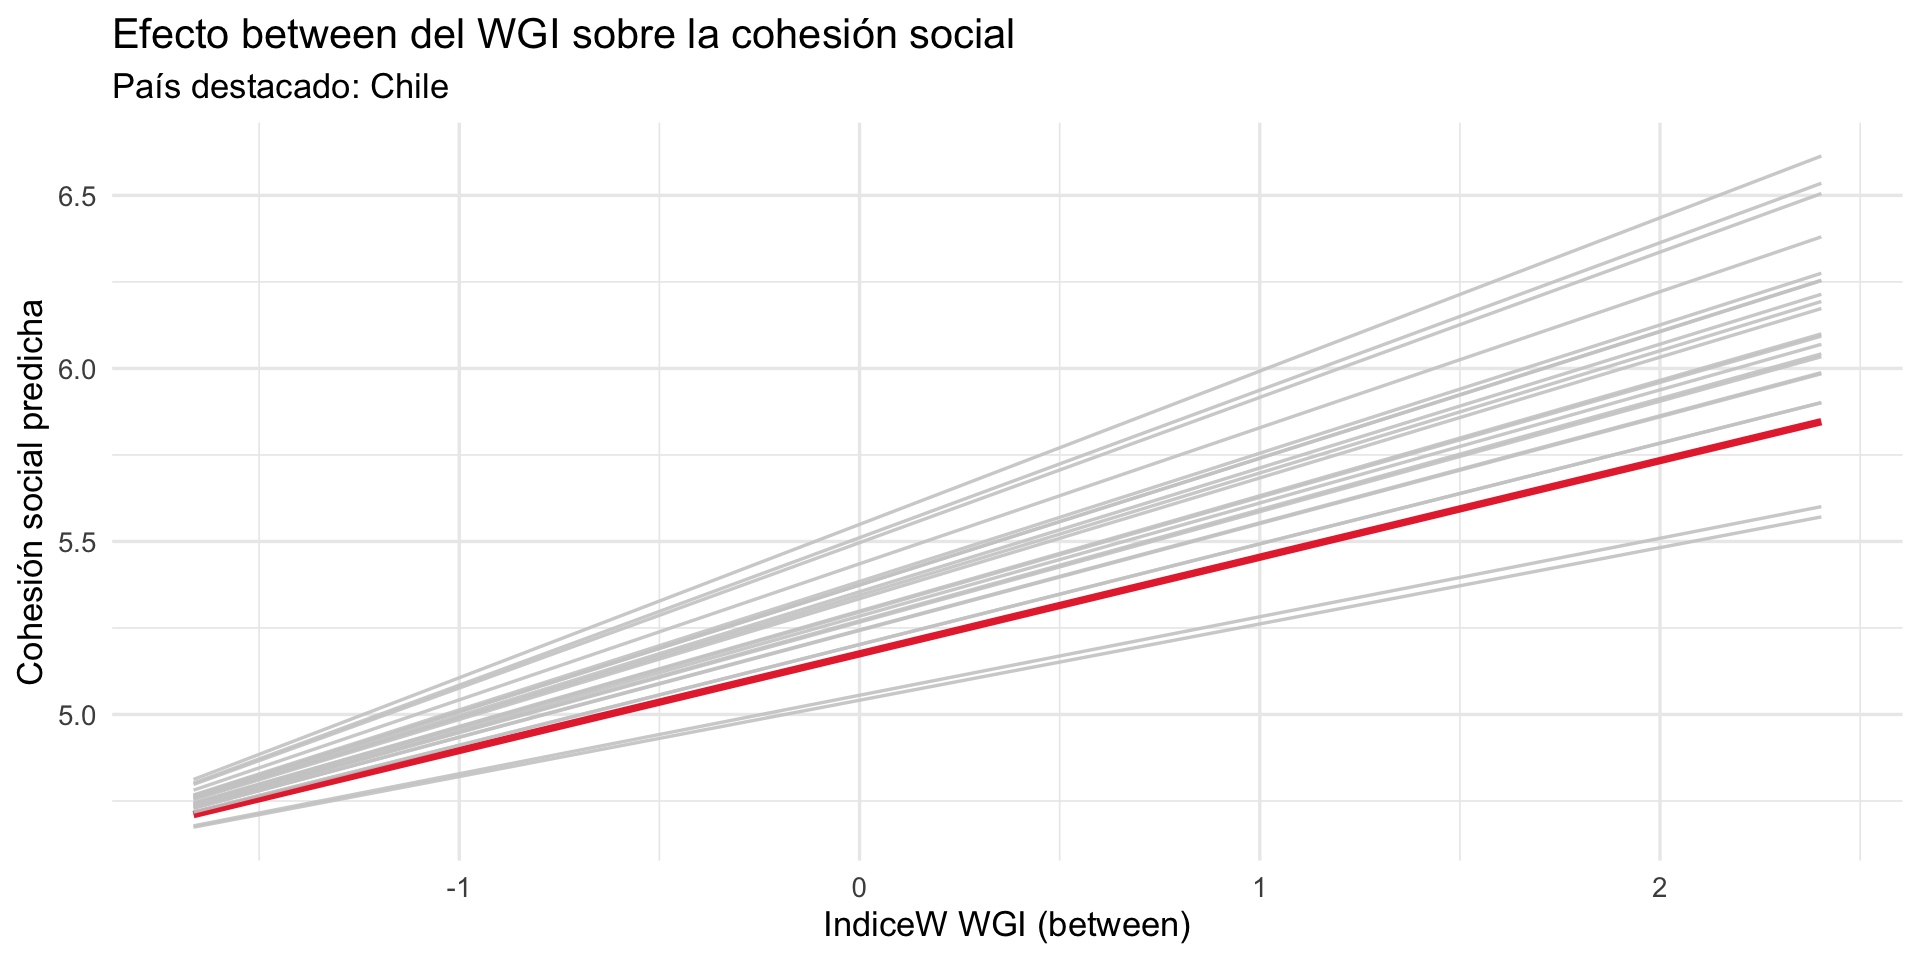 Efecto between del WGI sobre la cohesión social
País destacado: Chile
Cohesión social predicha
6.5
6.0
5.5
5.0
-1
0
1
2
IndiceW WGI (between)